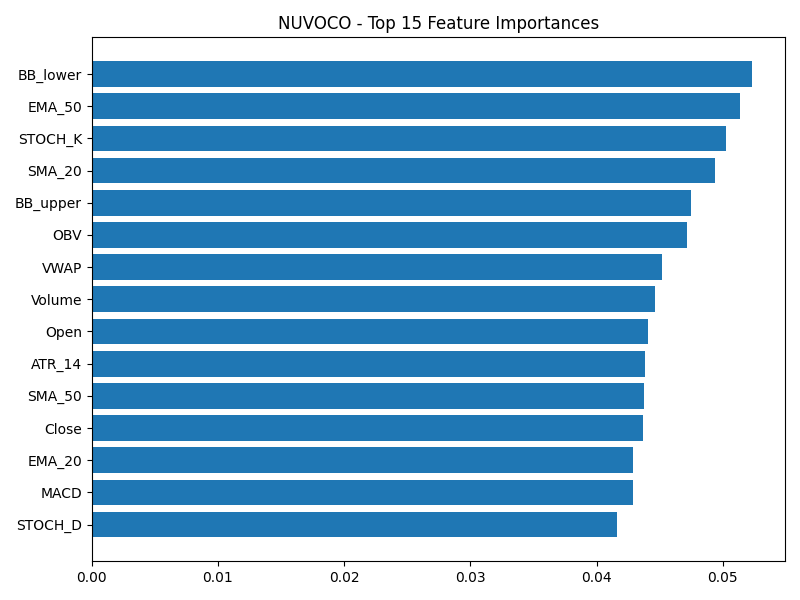 NUVOCO - Top 15 Feature Importances
BB_lower
EMA_50
STOCH_K
SMA_20
BB_upper
OBV
VWAP
Volume
Open
ATR_14
SMA_50
Close
EMA_20
MACD
STOCH_D
0.00 0.01 0.02 0.03 0.04 0.05